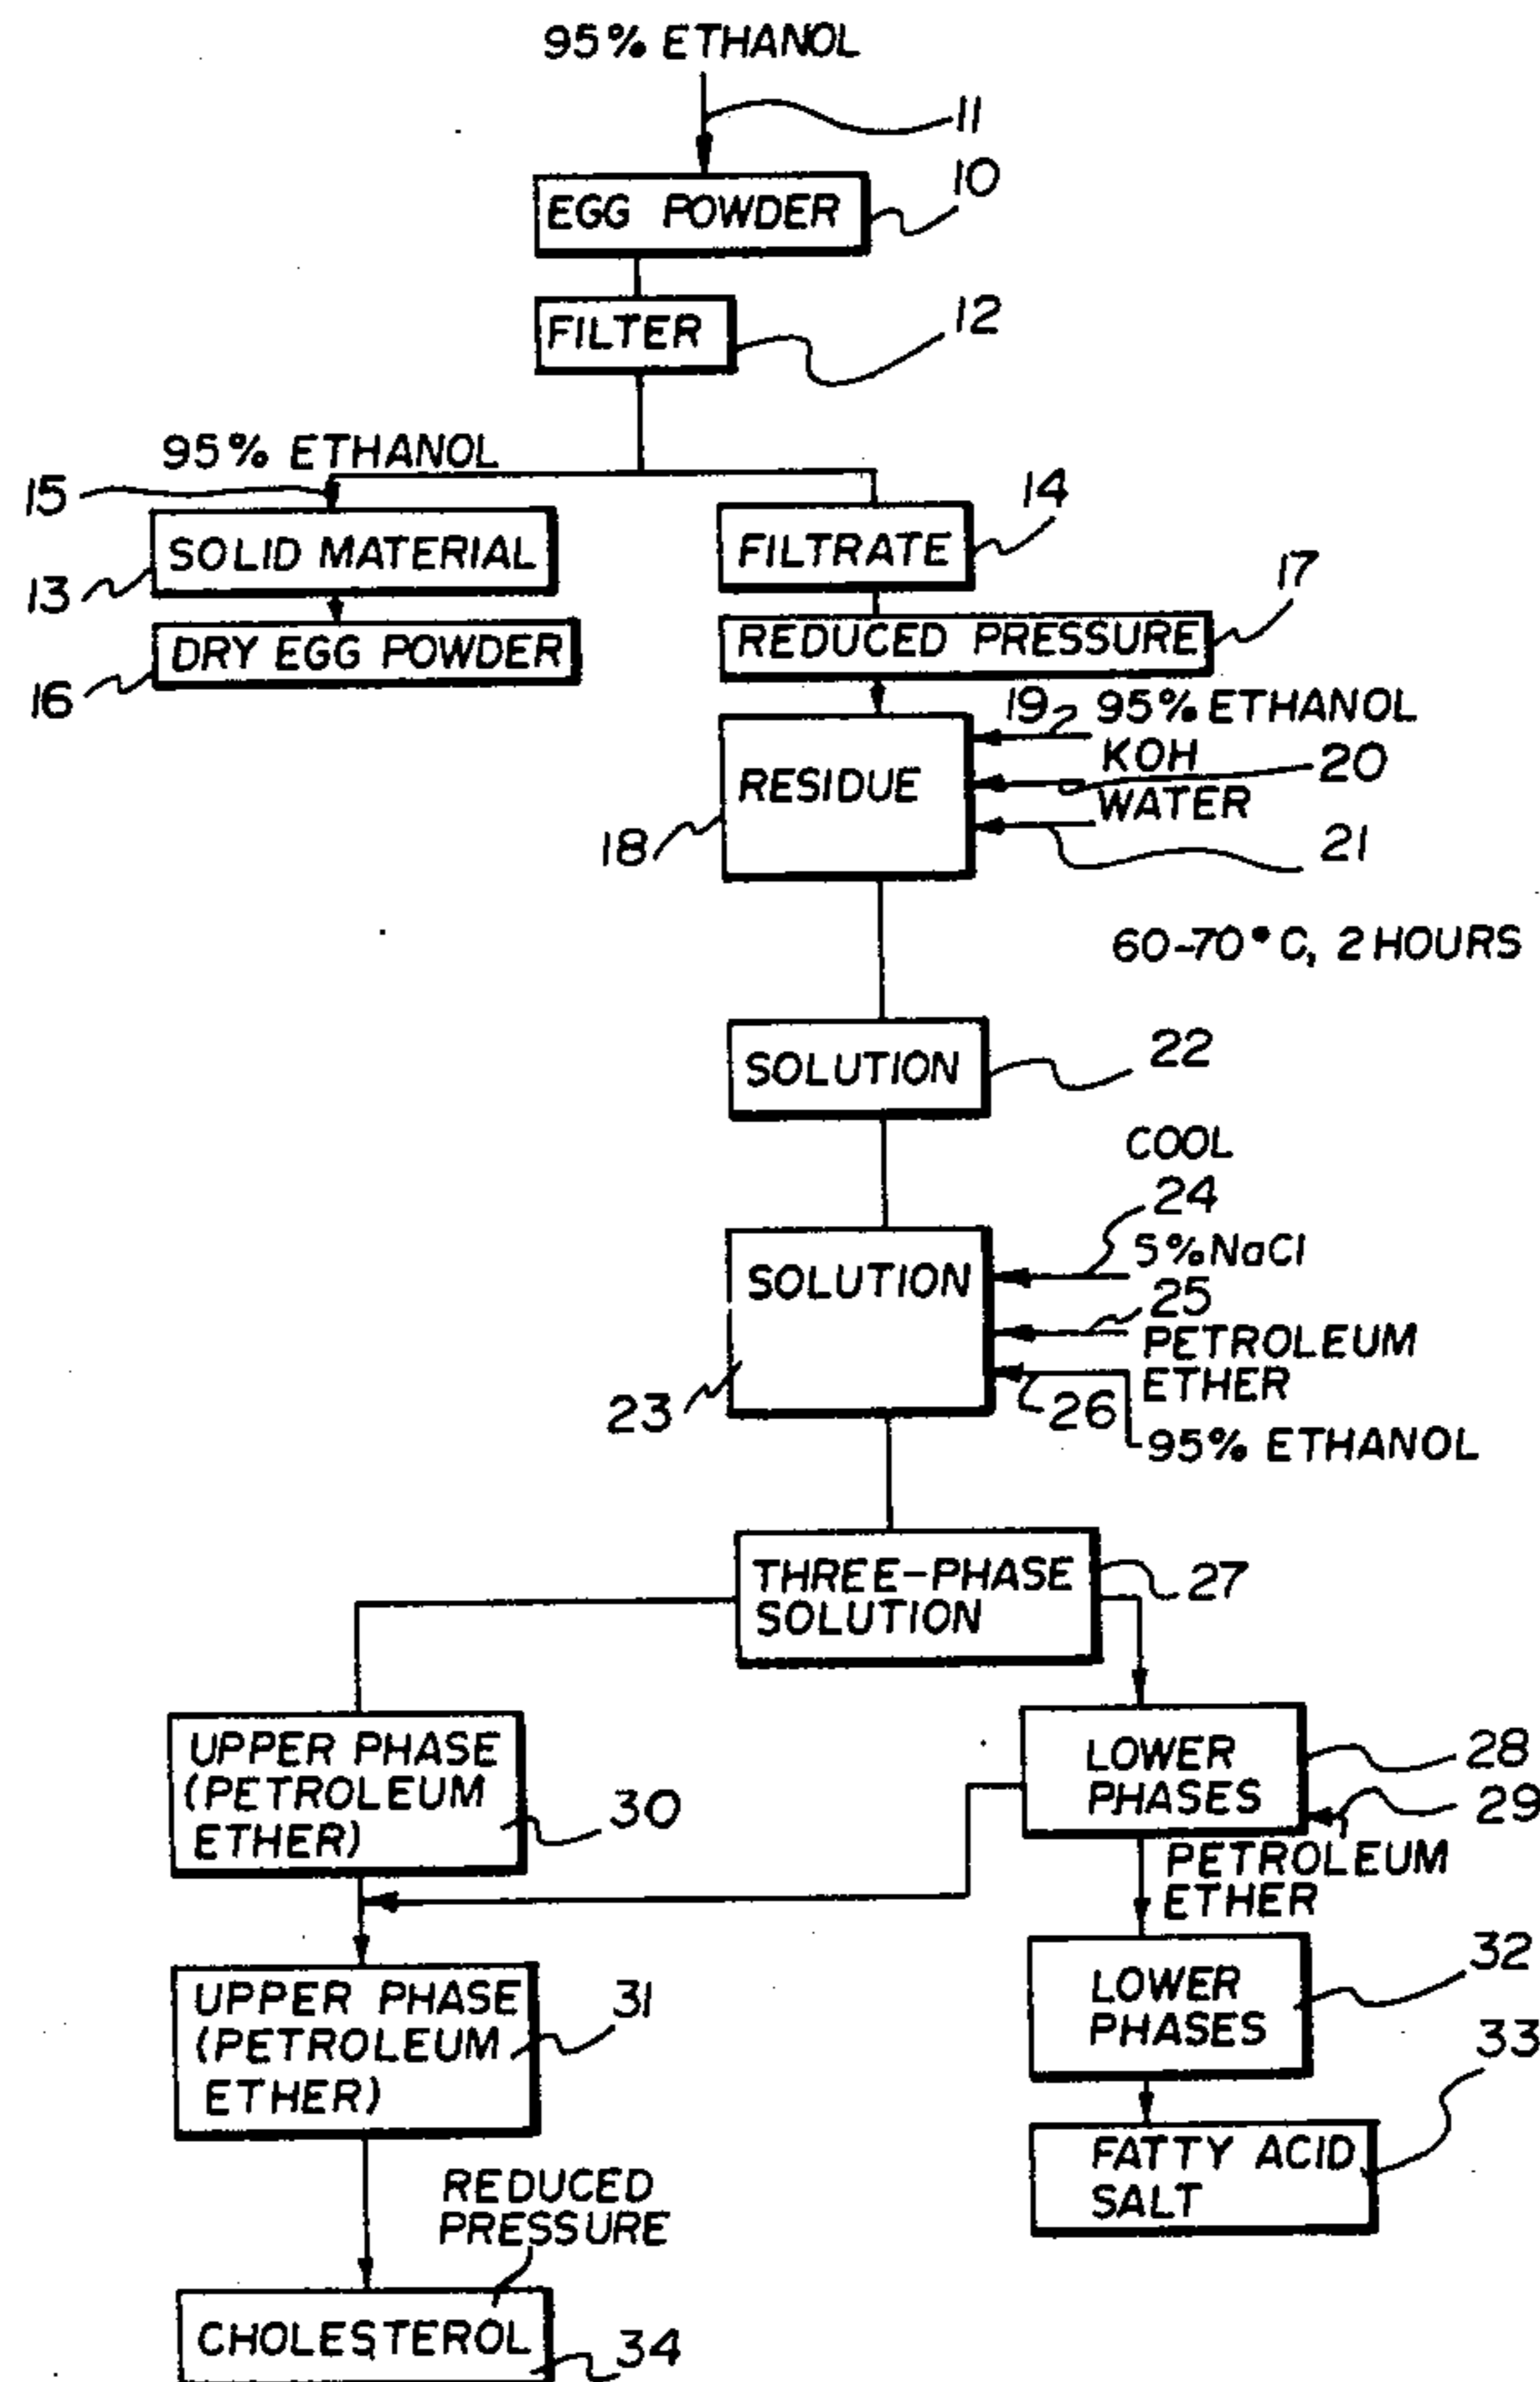 95% ETHANOL
11
10
EGG POWDER
12
FILTER
95% ETHANOL
15
14
SOLID MATERIAL
FILTRATE
13
17
DRY EGG POWDER
REDUCED PRESSURE
16
19 95% ETHANOL
KOH
20
RESIDUE
WATER
18
21
60-70°C, 2 HOURS
SOLUTION
22
COOL
24
5% NaCl
SOLUTION
25
PETROLEUM
ETHER
23
26
95% ETHANOL
THREE-PHASE
SOLUTION
27
UPPER PHASE
(PETROLEUM
ETHER)
30
LOWER
PHASES
28
29
PETROLEUM
ETHER
UPPER PHASE
(PETROLEUM
ETHER)
31
LOWER
PHASES
32
33
FATTY ACID
SALT
REDUCED
PRESSURE
CHOLESTEROL
34